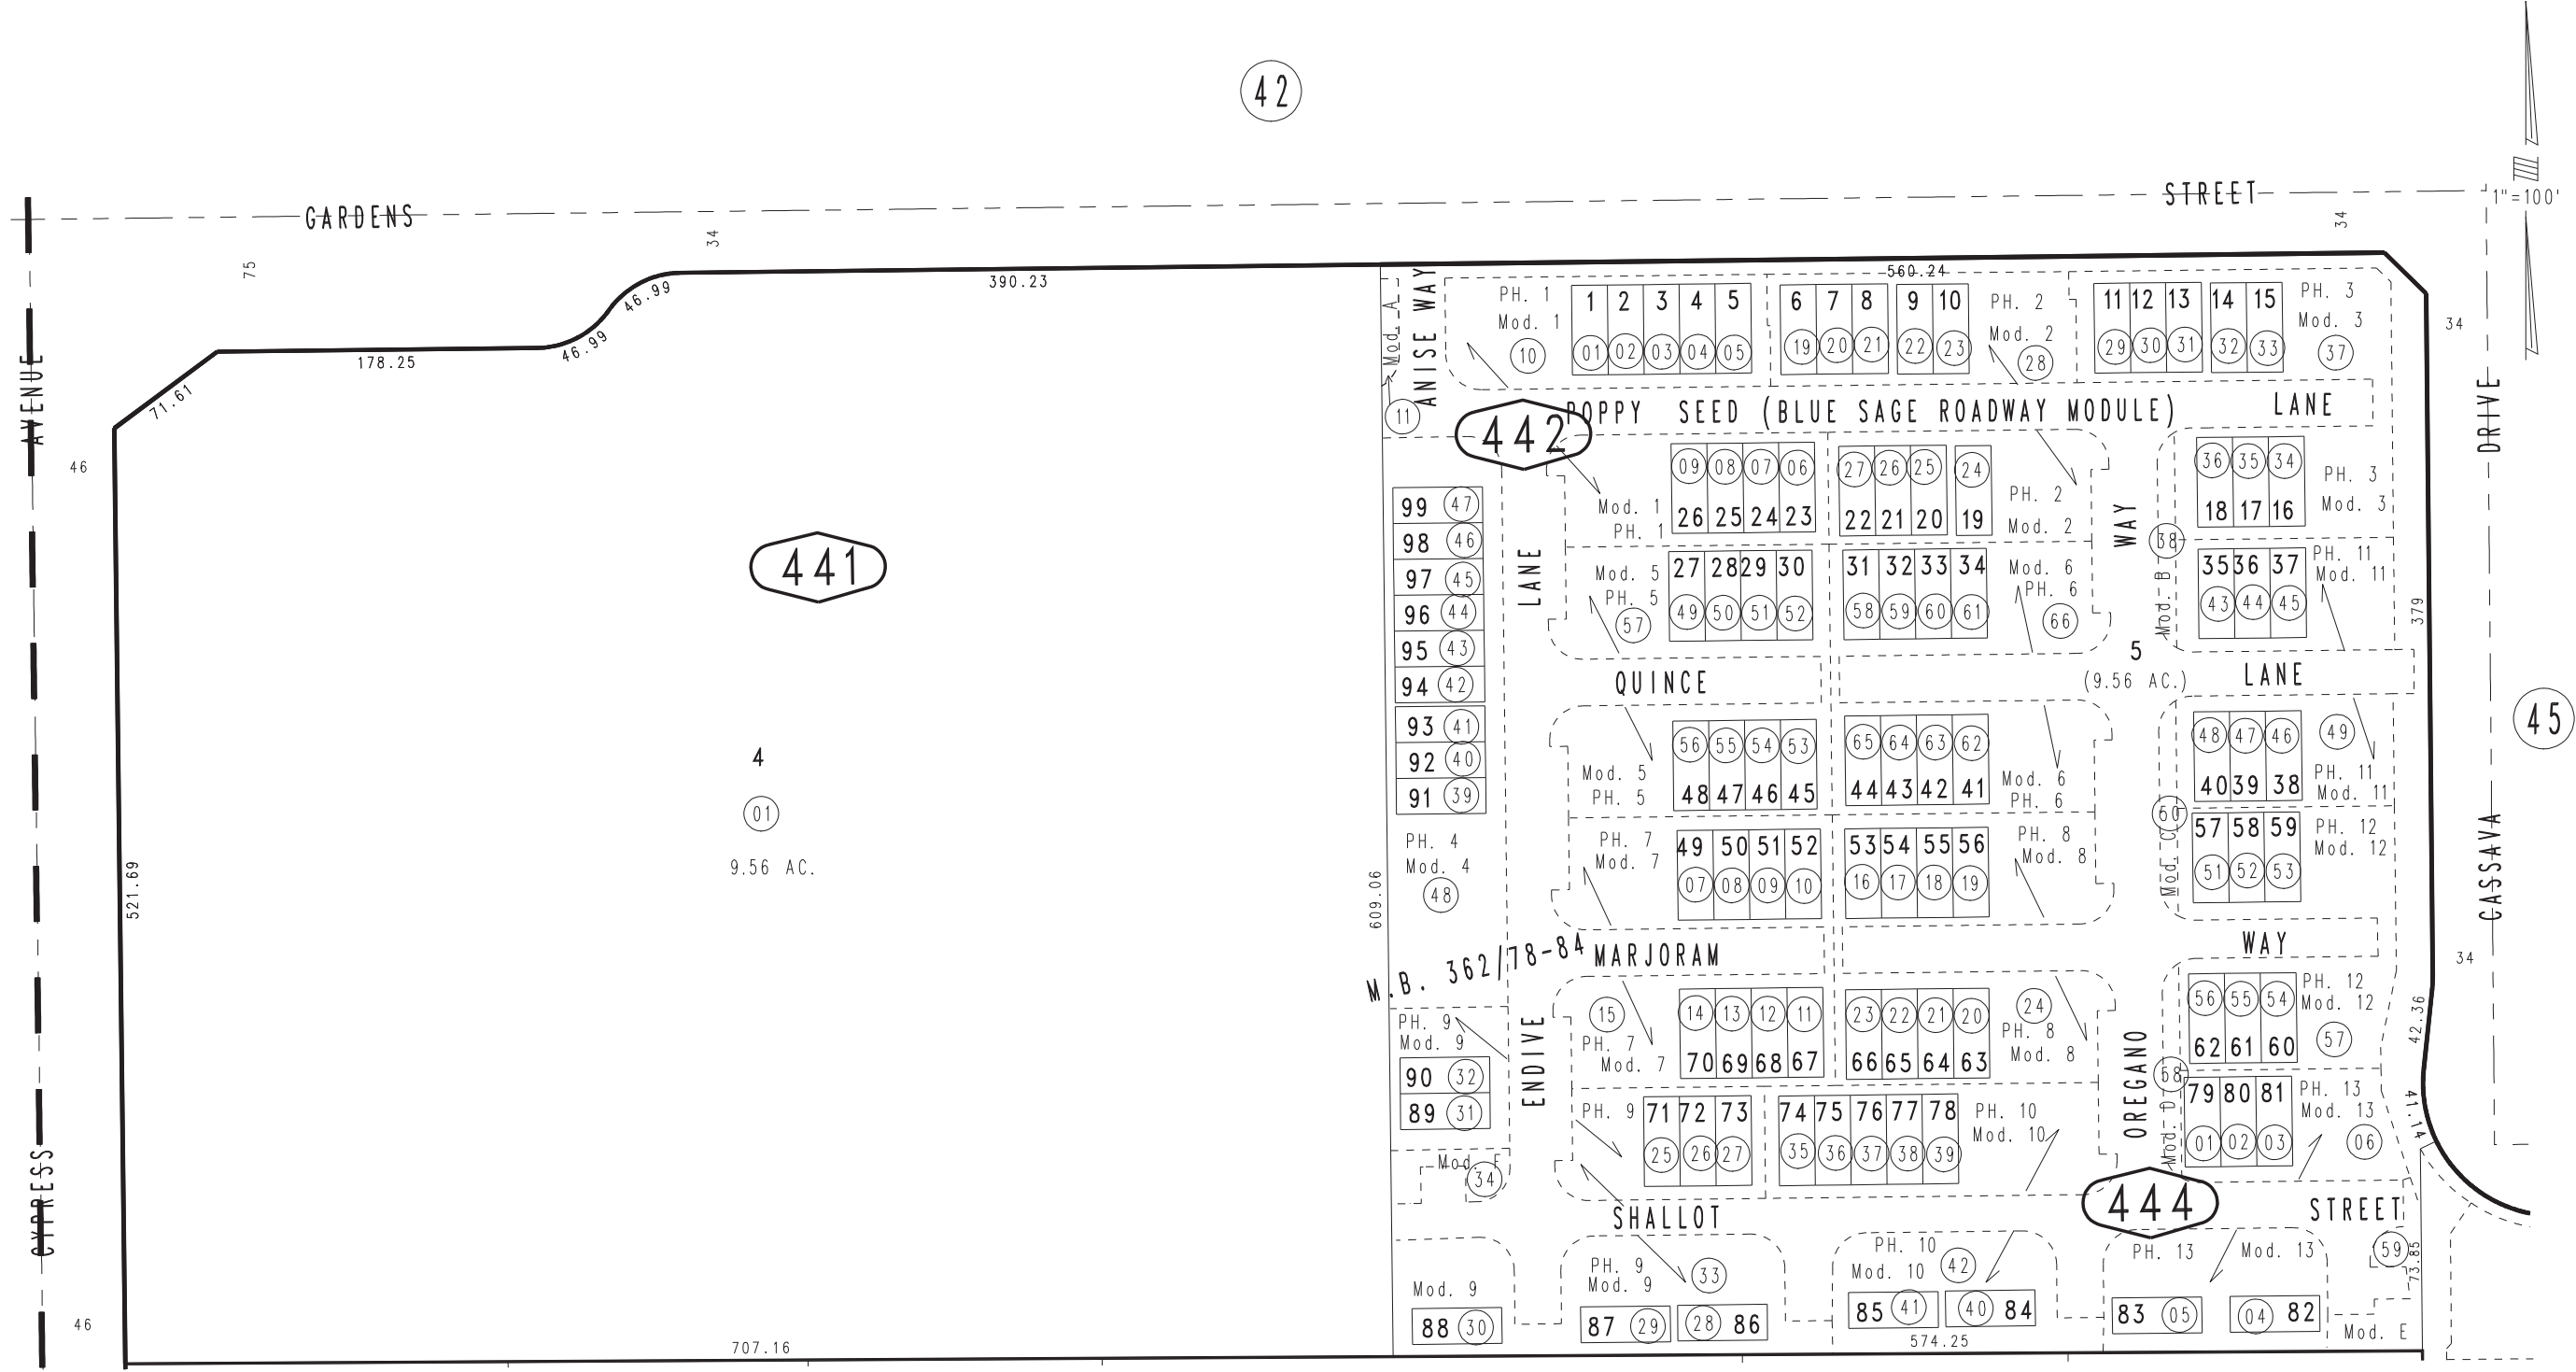 42
GARDENS STREET
1"=100'
75 34 34
390.23 560.24
46.99
46.99
178.25
71.61
AVENUE
46
Mod. A
ANISE WAY
11
PH. 1
Mod. 1
10
1 2 3 4 5
01 02 03 04 05
6 7 8 9 10
19 20 21 22 23
PH. 2
Mod. 2
28
11 12 13 14 15
29 30 31 32 33
PH. 3
Mod. 3
37
34
DRIVE
442
POPPY SEED (BLUE SAGE ROADWAY MODULE) LANE
441
99 47
98 46
97 45
96 44
95 43
94 42
93 41
92 40
91 39
LANE
Mod. 1
PH. 1
09 08 07 06
26 25 24 23
27 26 25 24
22 21 20 19
PH. 2
Mod. 2
WAY
38
Mod. B
36 35 34
18 17 16
PH. 3
Mod. 3
Mod. 5
PH. 5
57
27 28 29 30
49 50 51 52
31 32 33 34
58 59 60 61
Mod. 6
PH. 6
66
35 36 37
43 44 45
PH. 11
Mod. 11
379
5
(9.56 AC.)
QUINCE LANE
45
4
01
9.56 AC.
56 55 54 53
48 47 46 45
Mod. 5
PH. 5
65 64 63 62
44 43 42 41
Mod. 6
PH. 6
48 47 46
40 39 38
49
PH. 11
Mod. 11
60
Mod. C
PH. 4
Mod. 4
48
609.06
521.69
PH. 7
Mod. 7
49 50 51 52
07 08 09 10
53 54 55 56
16 17 18 19
PH. 8
Mod. 8
57 58 59
51 52 53
PH. 12
Mod. 12
CASSAVA
M.B. 362/78-84
MARJORAM WAY
34
PH. 9
Mod. 9
90 32
89 31
ENDIVE
15
PH. 7
Mod. 7
14 13 12 11
70 69 68 67
23 22 21 20
66 65 64 63
24
PH. 8
Mod. 8
56 55 54
62 61 60
PH. 12
Mod. 12
57
42.36
OREGANO
58
Mod. D
PH. 9
71 72 73
25 26 27
74 75 76 77 78
35 36 37 38 39
PH. 10
Mod. 10
79 80 81
01 02 03
PH. 13
Mod. 13
06
41.14
Mod. F
34
CYPRESS
444
SHALLOT STREET
46
Mod. 9
88 30
PH. 9
Mod. 9
33
87 29
28 86
PH. 10
Mod. 10
42
85 41
40 84
PH. 13 Mod. 13
83 05
04 82
59
73.85
Mod. E
707.16 574.25